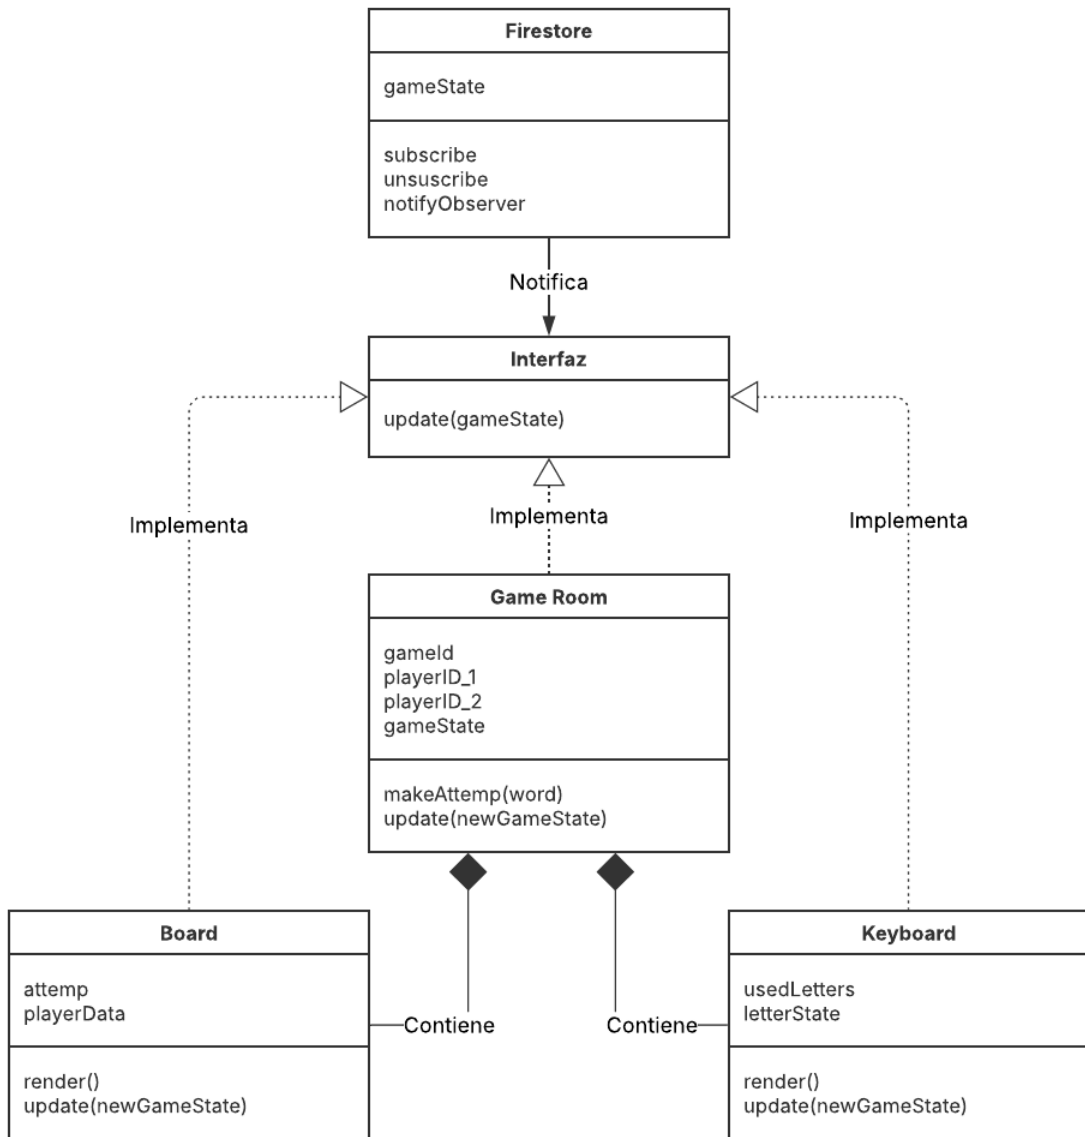 Firestore
gameState
subscribe
unsuscribe
notifyObserver
Notifica
Interfaz
update(gameState)
Implementa
Implementa
Implementa
Game Room
gameId
playerID_1
playerID_2
gameState
makeAttemp(word)
update(newGameState)
Board
attemp
playerData
render()
update(newGameState)
Contiene
Contiene
Keyboard
usedLetters
letterState
render()
update(newGameState)